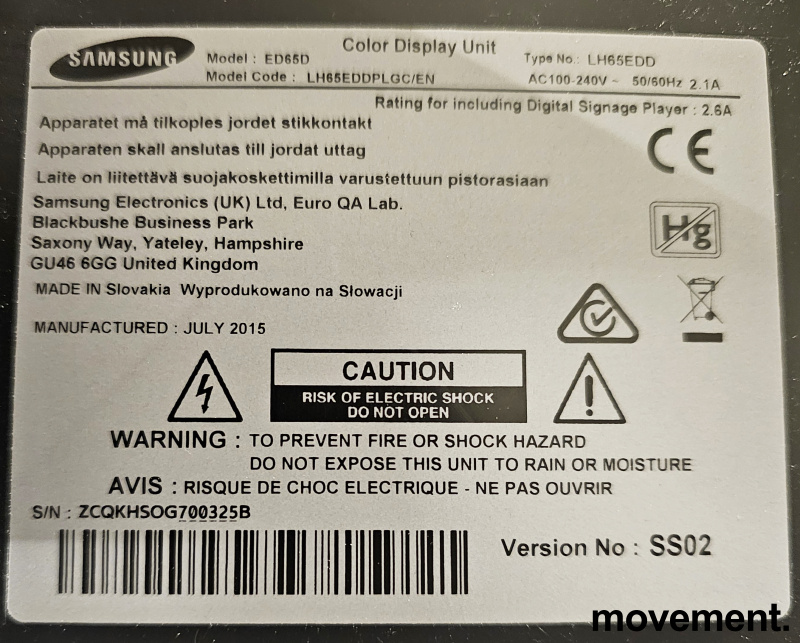 SAMSUNG
Color Display Unit
Model : ED65D
Type No.: LH65EDD
Model Code : LH65EDDPLGC/EN
AC100-240V ~ 50/60Hz 2.1A
Rating for including Digital Signage Player : 2.6A
Apparatet må tilkoples jordet stikkontakt
Apparaten skall anslutas till jordat uttag
CE
Laite on liitettävä suojakoskettimilla varustettuun pistorasiaan
Samsung Electronics (UK) Ltd, Euro QA Lab.
Blackbushe Business Park
Saxony Way, Yateley, Hampshire
GU46 6GG United Kingdom
Hg
MADE IN Slovakia Wyprodukowano na Słowacji
MANUFACTURED : JULY 2015
CAUTION
RISK OF ELECTRIC SHOCK
DO NOT OPEN
WARNING : TO PREVENT FIRE OR SHOCK HAZARD
DO NOT EXPOSE THIS UNIT TO RAIN OR MOISTURE
AVIS : RISQUE DE CHOC ELECTRIQUE - NE PAS OUVRIR
S/N : ZCQKHSOG700325B
Version No : SS02
movement.